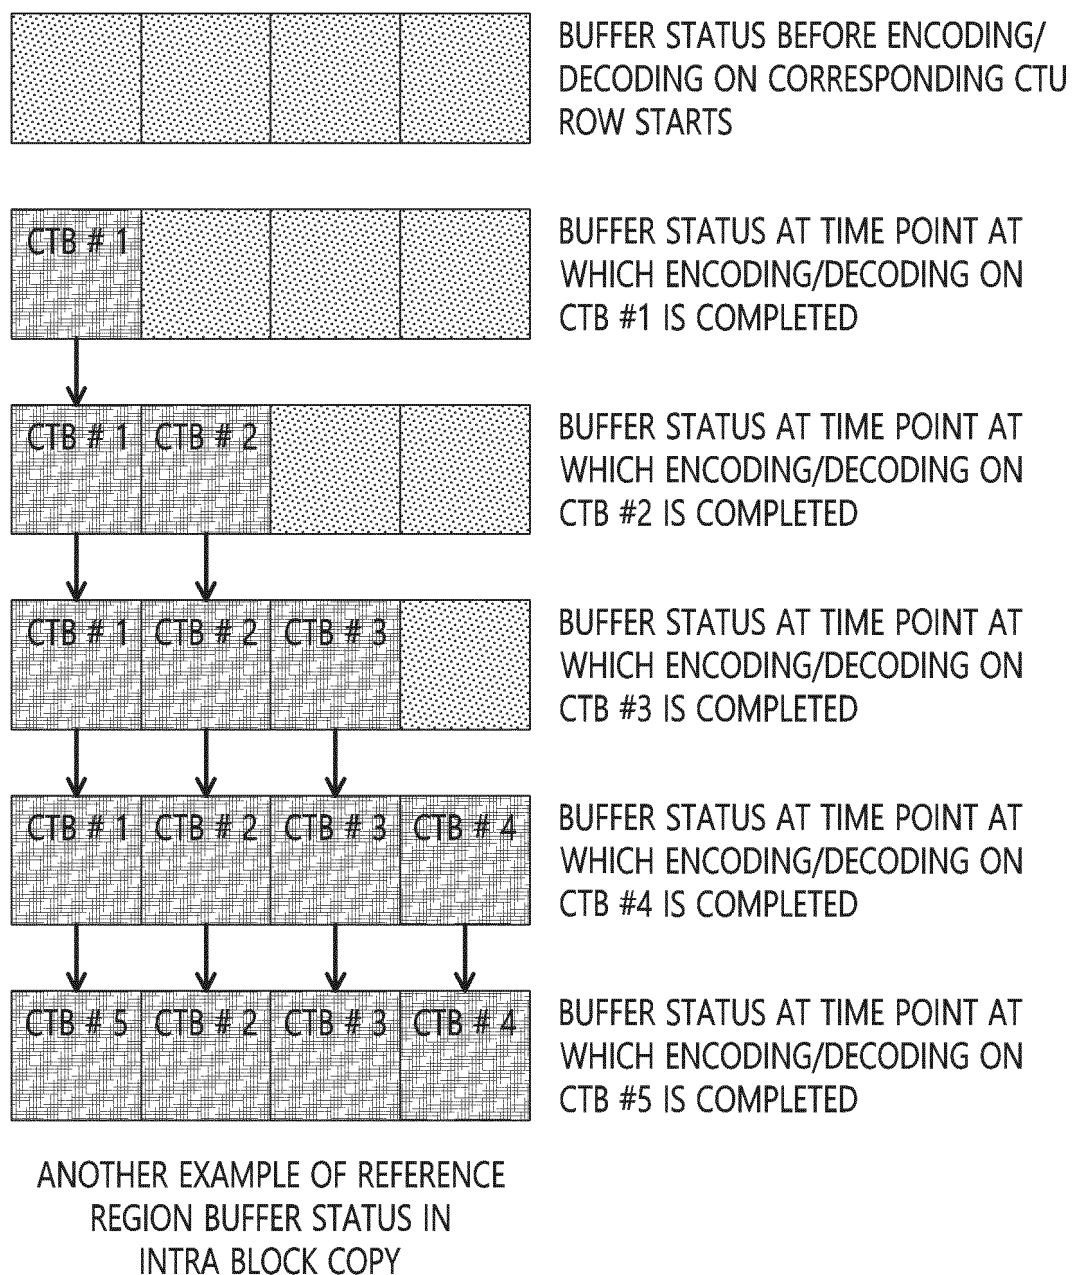 BUFFER STATUS BEFORE ENCODING/
DECODING ON CORRESPONDING CTU
ROW STARTS
CTB # 1
BUFFER STATUS AT TIME POINT AT
WHICH ENCODING/DECODING ON
CTB #1 IS COMPLETED
CTB # 1 CTB # 2
BUFFER STATUS AT TIME POINT AT
WHICH ENCODING/DECODING ON
CTB #2 IS COMPLETED
CTB # 1 CTB # 2 CTB # 3
BUFFER STATUS AT TIME POINT AT
WHICH ENCODING/DECODING ON
CTB #3 IS COMPLETED
CTB # 1 CTB # 2 CTB # 3 CTB # 4
BUFFER STATUS AT TIME POINT AT
WHICH ENCODING/DECODING ON
CTB #4 IS COMPLETED
CTB # 5 CTB # 2 CTB # 3 CTB # 4
BUFFER STATUS AT TIME POINT AT
WHICH ENCODING/DECODING ON
CTB #5 IS COMPLETED
ANOTHER EXAMPLE OF REFERENCE
REGION BUFFER STATUS IN
INTRA BLOCK COPY